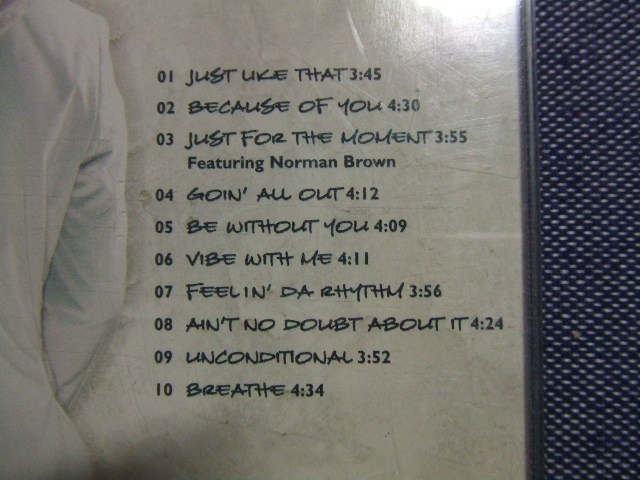 01 JUST LIKE THAT 3:45
02 BECAUSE OF YOU 4:30
03 JUST FOR THE MOMENT 3:55
Featuring Norman Brown
04 GOIN' ALL OUT 4:12
05 BE WITHOUT YOU 4:09
06 VIBE WITH ME 4:11
07 FEELIN' DA RHYTHM 3:56
08 AIN'T NO DOUBT ABOUT IT 4:24
09 UNCONDITIONAL 3:52
10 BREATHE 4:34